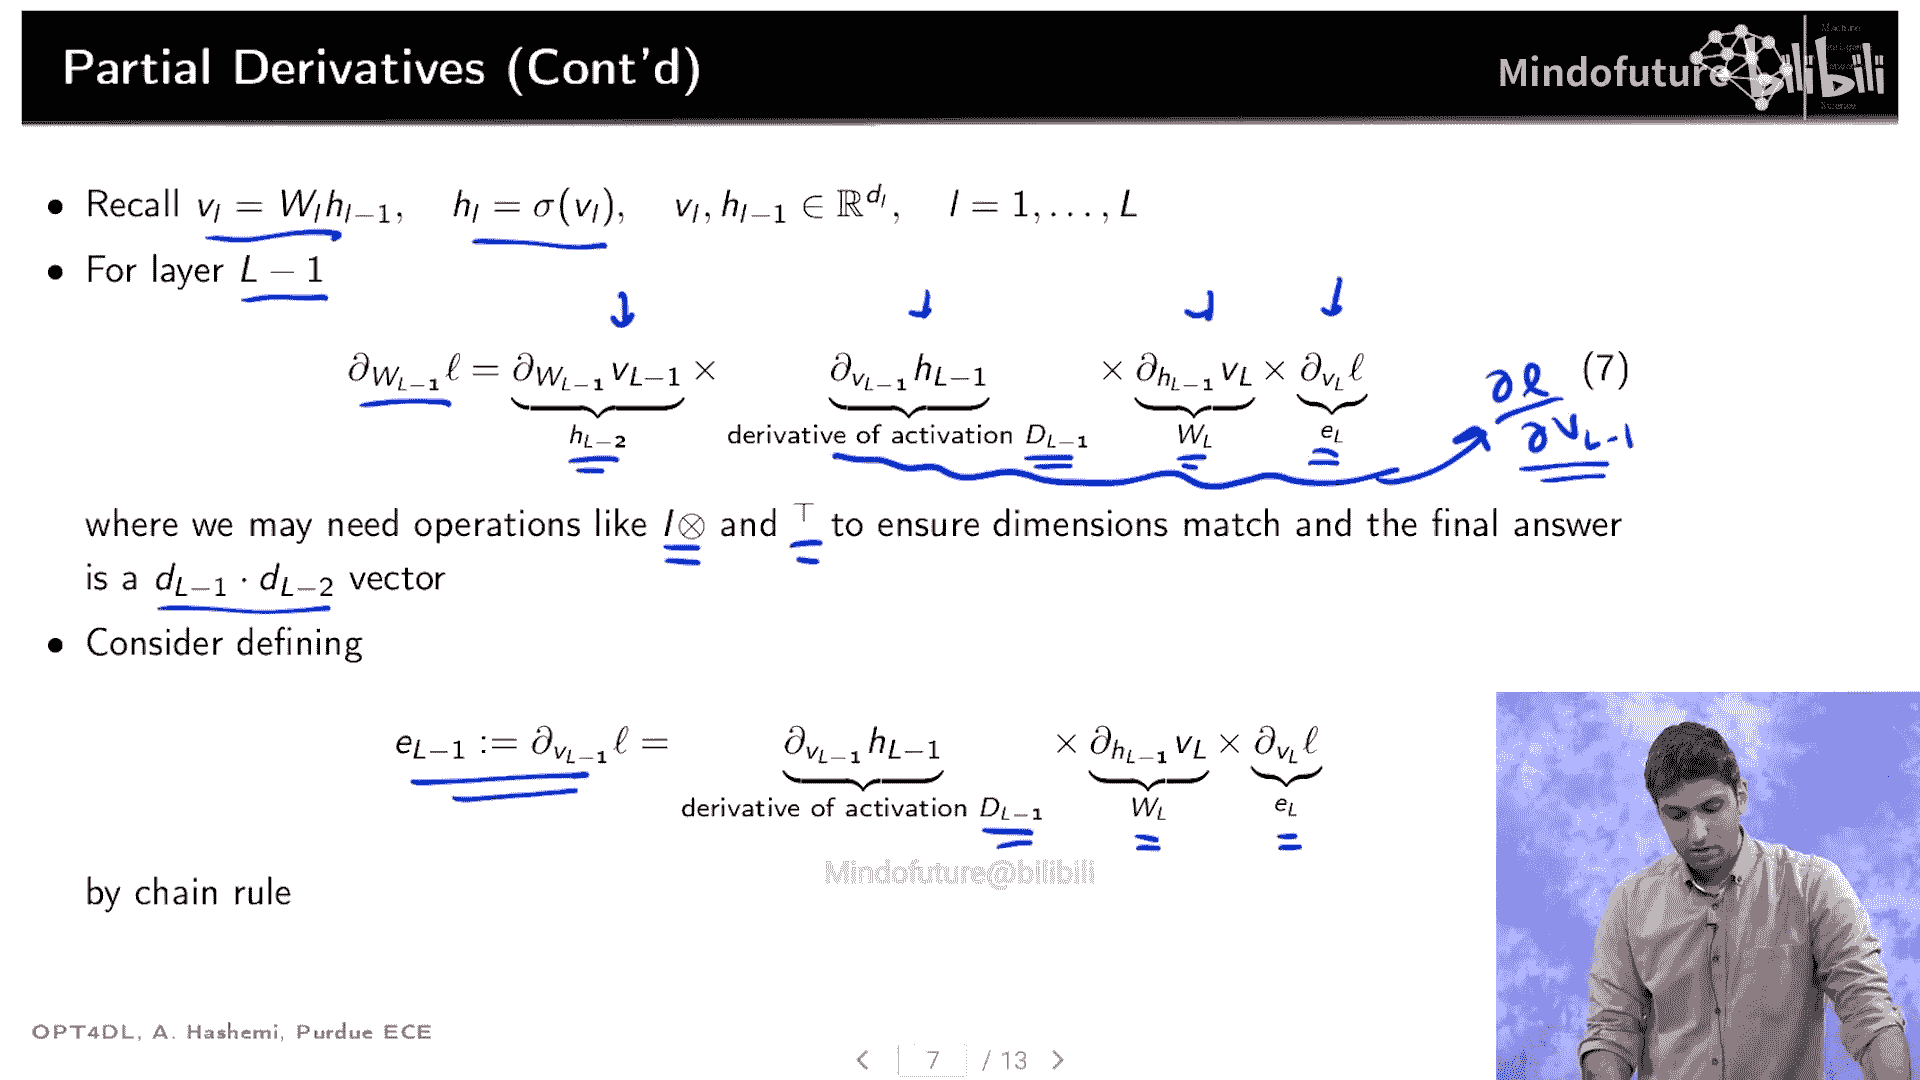 Partial Derivatives (Cont'd)
Mindofuture bilibili
• Recall v_l = W_l h_{l−1}, h_l = σ(v_l), v_l, h_{l−1} ∈ ℝ^{d_l}, l = 1, . . . , L
• For layer L − 1
∂_{W_{L−1}} ℓ = ∂_{W_{L−1}} v_{L−1} × ∂_{v_{L−1}} h_{L−1} × ∂_{h_{L−1}} v_L × ∂_{v_L} ℓ (7)
h_{L−2} derivative of activation D_{L−1} W_L e_L
∂ℓ
∂v_{L-1}
where we may need operations like I⊗ and ⊤ to ensure dimensions match and the final answer
is a d_{L−1} · d_{L−2} vector
• Consider defining
e_{L−1} := ∂_{v_{L−1}} ℓ = ∂_{v_{L−1}} h_{L−1} × ∂_{h_{L−1}} v_L × ∂_{v_L} ℓ
derivative of activation D_{L−1} W_L e_L
Mindofuture@bilibili
by chain rule
OPT4DL, A. Hashemi, Purdue ECE
7 / 13